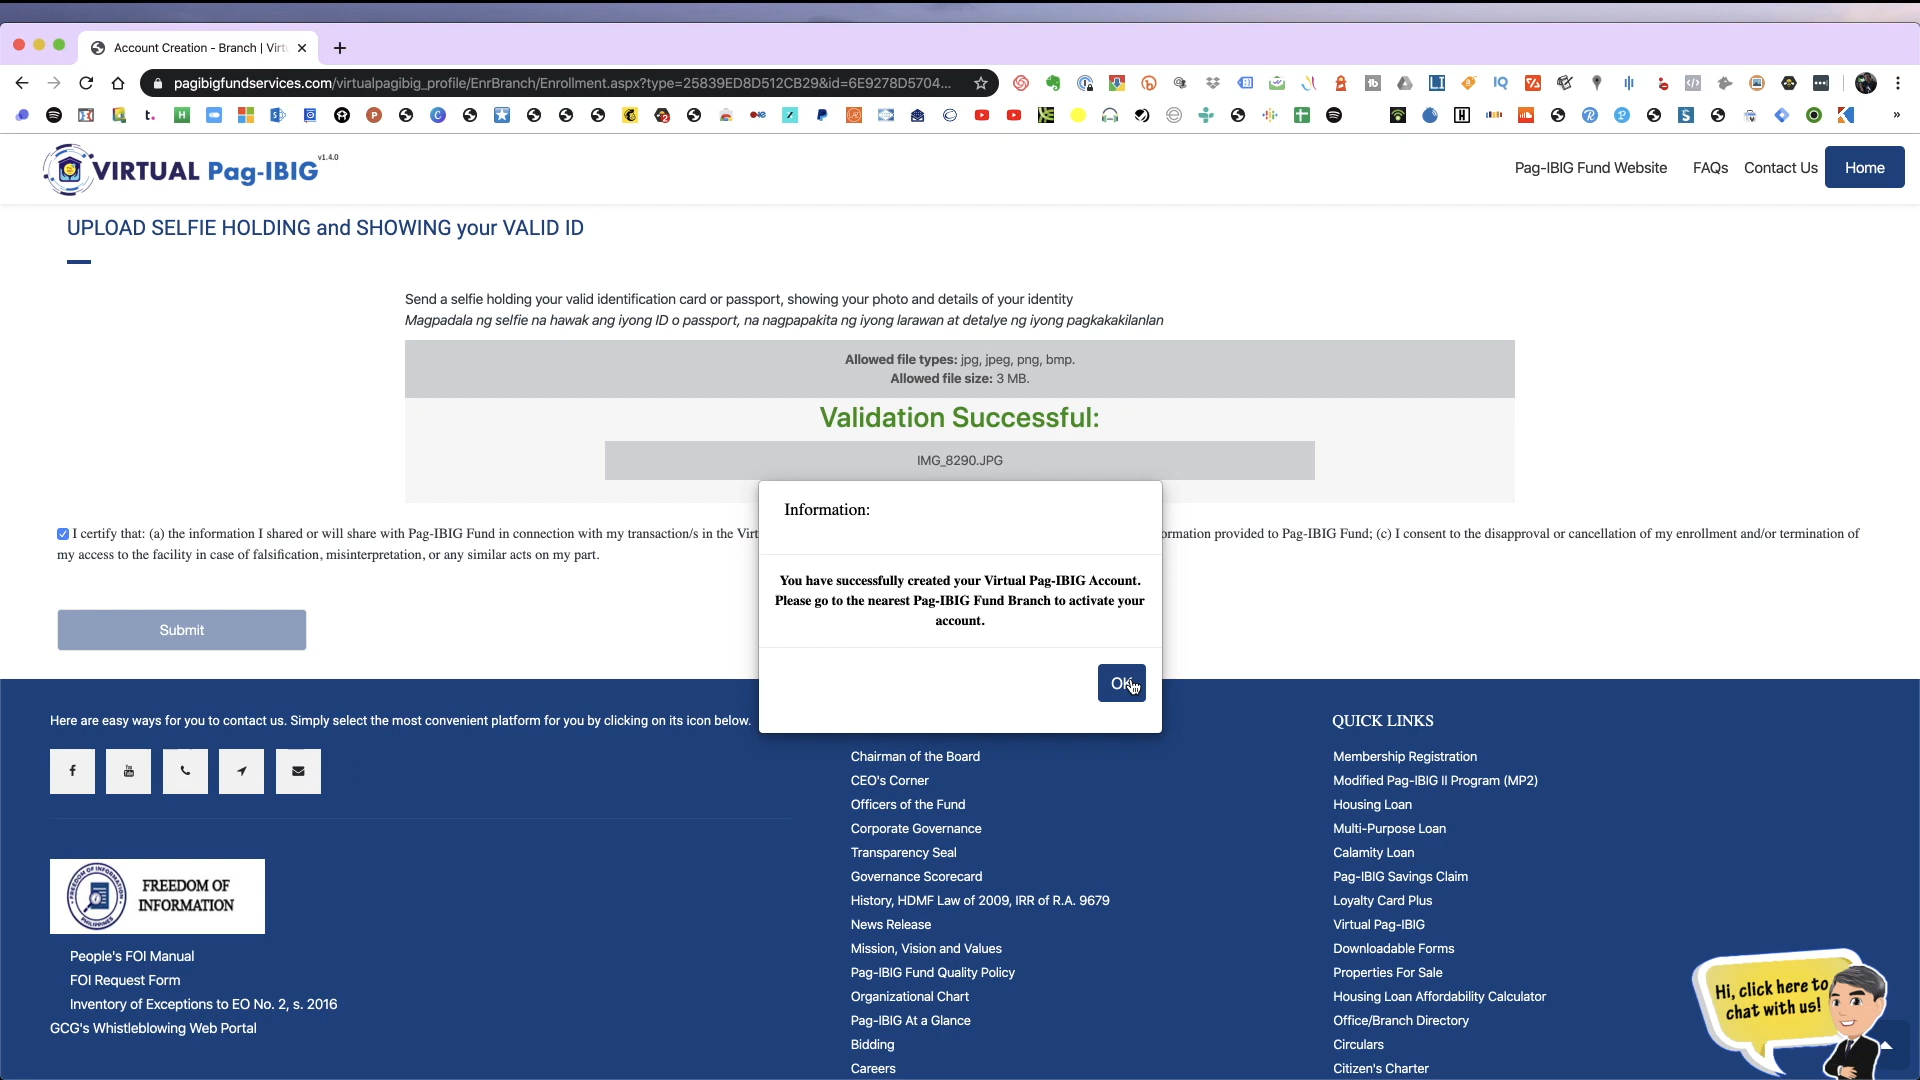 Account Creation - Branch | Virtu
pagibigfundservices.com/virtualpagibig_profile/EnrBranch/Enrollment.aspx?type=25839ED8D512CB29&id=6E9278D5704...
VIRTUAL Pag-IBIG v1.4.0
Pag-IBIG Fund Website FAQs Contact Us Home
UPLOAD SELFIE HOLDING and SHOWING your VALID ID
Send a selfie holding your valid identification card or passport, showing your photo and details of your identity
Magpadala ng selfie na hawak ang iyong ID o passport, na nagpapakita ng iyong larawan at detalye ng iyong pagkakakilanlan
Allowed file types: jpg, jpeg, png, bmp.
Allowed file size: 3 MB.
Validation Successful:
IMG_8290.JPG
I certify that: (a) the information I shared or will share with Pag-IBIG Fund in connection with my transaction/s in the Virt
ormation provided to Pag-IBIG Fund; (c) I consent to the disapproval or cancellation of my enrollment and/or termination of
my access to the facility in case of falsification, misinterpretation, or any similar acts on my part.
Submit
Information:
You have successfully created your Virtual Pag-IBIG Account.
Please go to the nearest Pag-IBIG Fund Branch to activate your
account.
OK
Here are easy ways for you to contact us. Simply select the most convenient platform for you by clicking on its icon below.
FREEDOM OF
INFORMATION
People's FOI Manual
FOI Request Form
Inventory of Exceptions to EO No. 2, s. 2016
GCG's Whistleblowing Web Portal
Chairman of the Board
CEO's Corner
Officers of the Fund
Corporate Governance
Transparency Seal
Governance Scorecard
History, HDMF Law of 2009, IRR of R.A. 9679
News Release
Mission, Vision and Values
Pag-IBIG Fund Quality Policy
Organizational Chart
Pag-IBIG At a Glance
Bidding
Careers
QUICK LINKS
Membership Registration
Modified Pag-IBIG II Program (MP2)
Housing Loan
Multi-Purpose Loan
Calamity Loan
Pag-IBIG Savings Claim
Loyalty Card Plus
Virtual Pag-IBIG
Downloadable Forms
Properties For Sale
Housing Loan Affordability Calculator
Office/Branch Directory
Circulars
Citizen's Charter
Hi, click here to
chat with us!